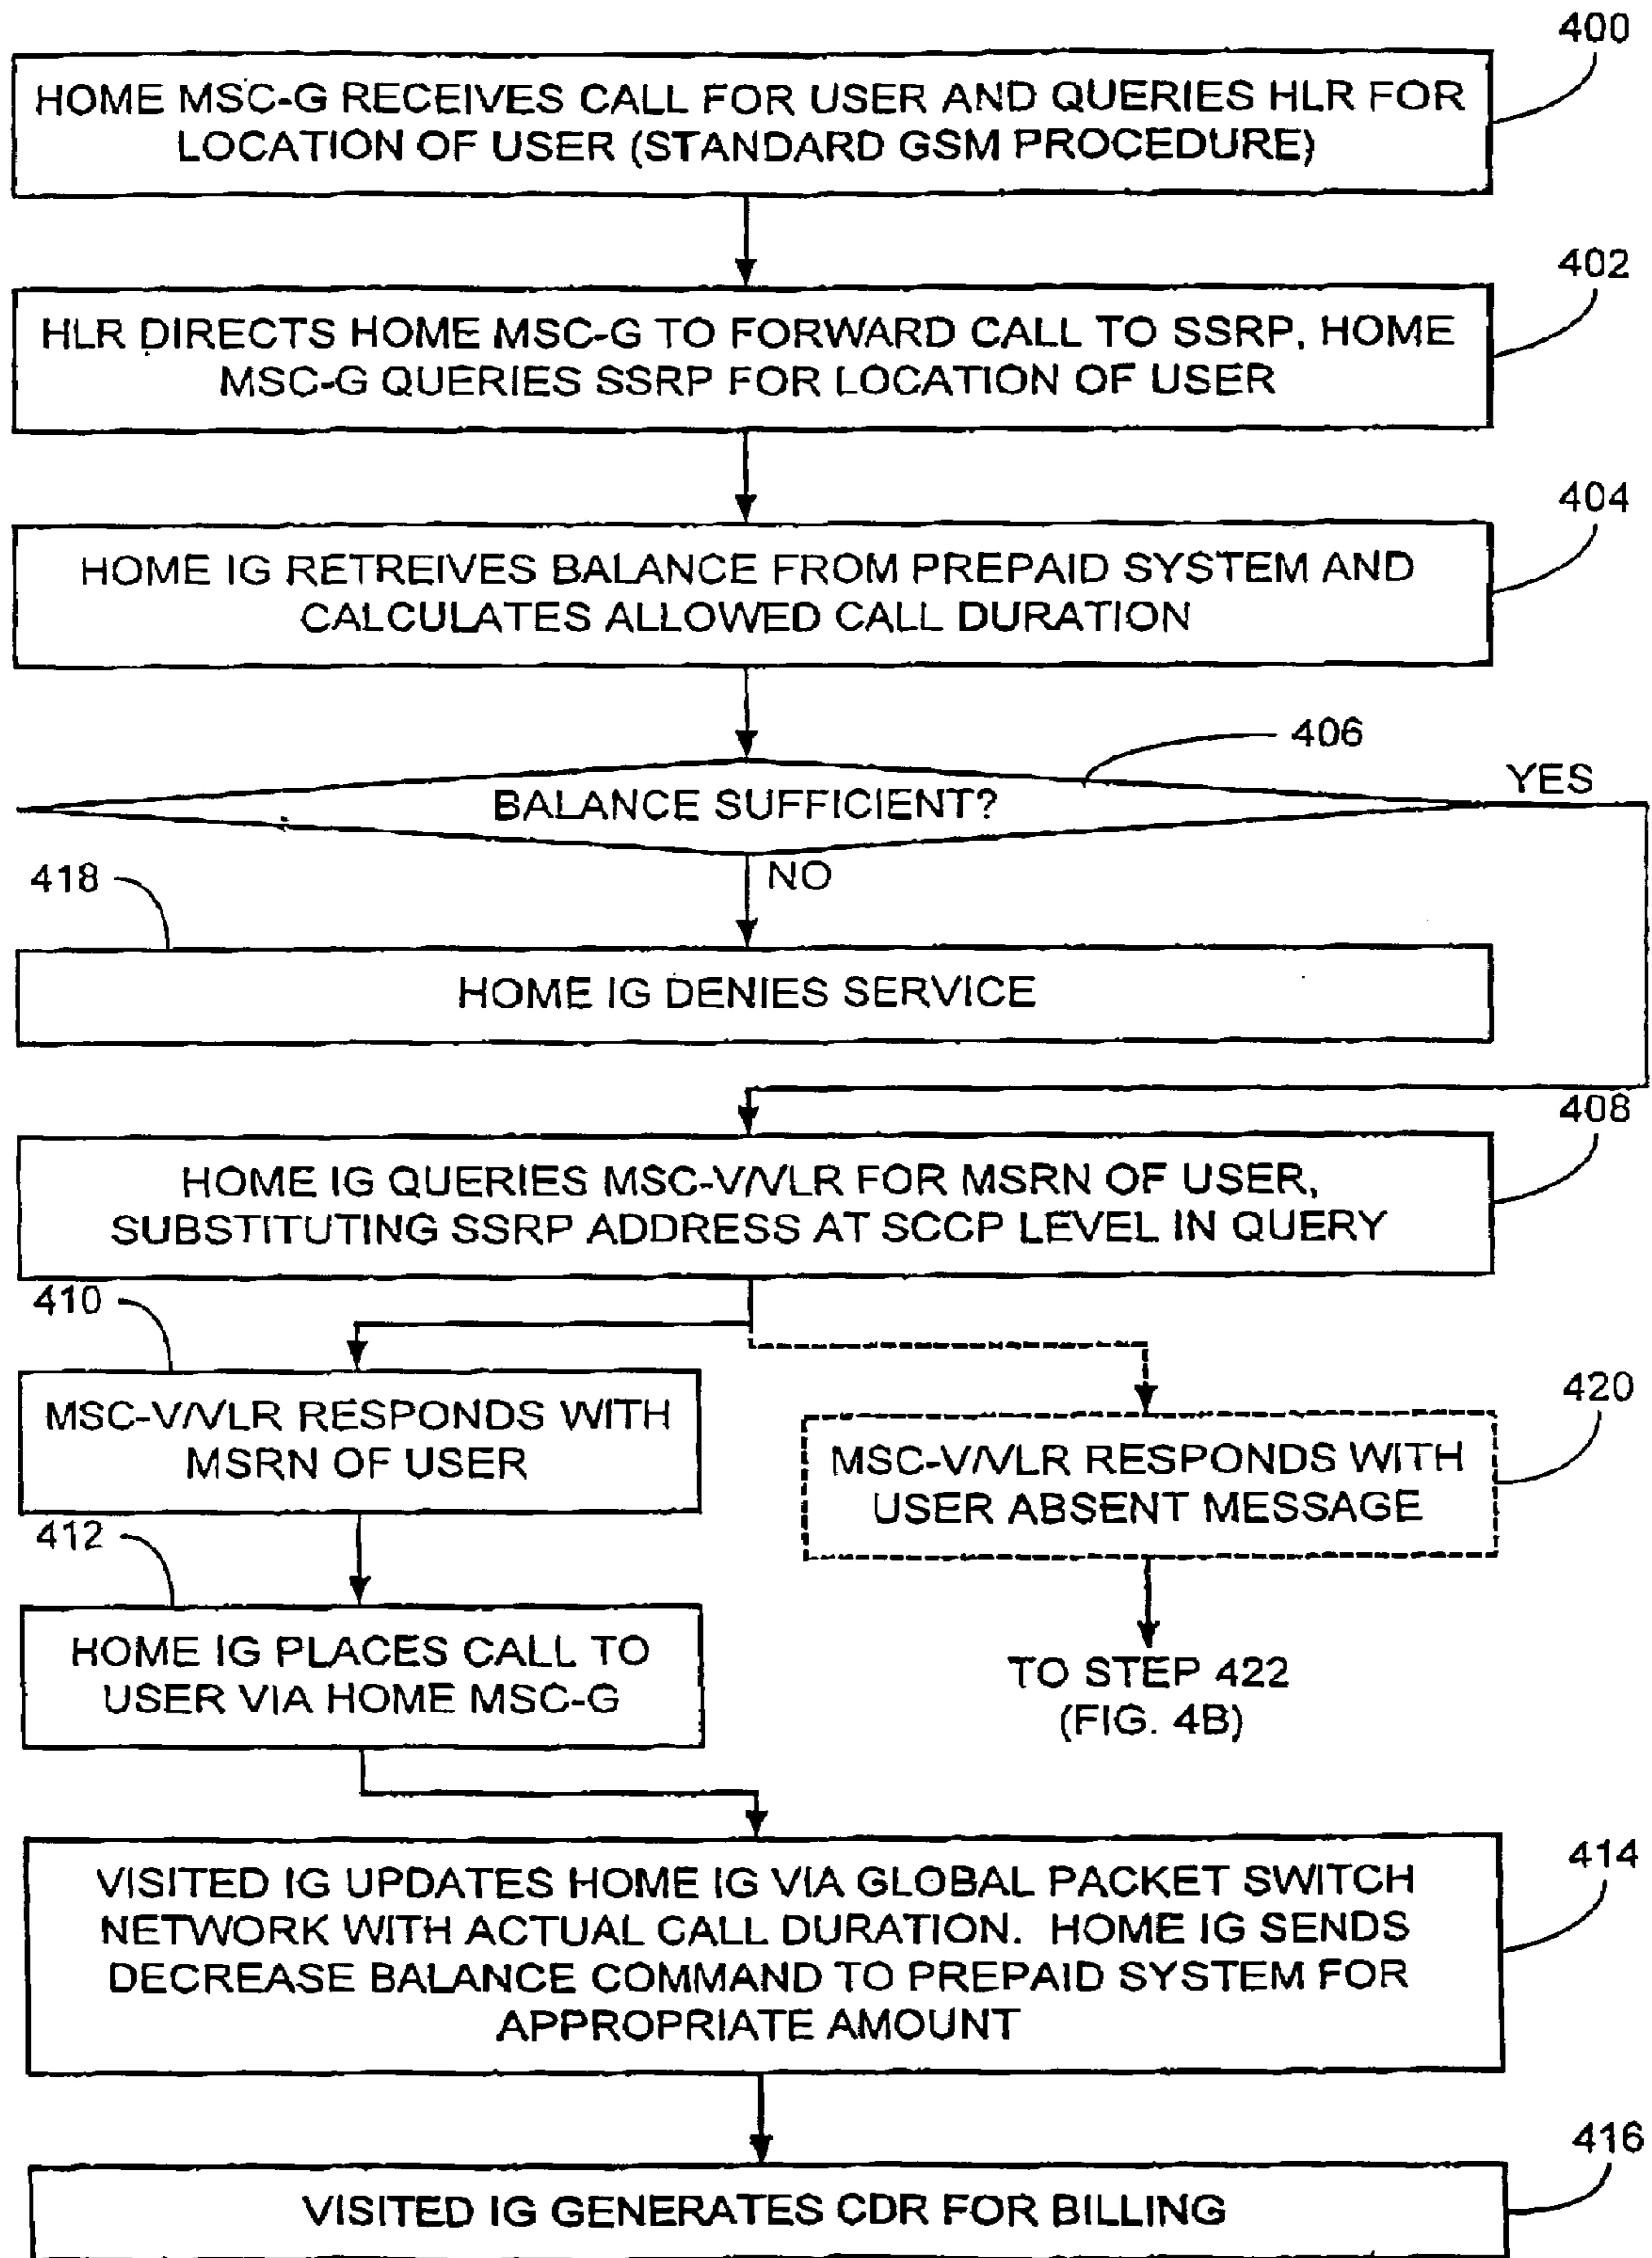 400
HOME MSC-G RECEIVES CALL FOR USER AND QUERIES HLR FOR
LOCATION OF USER (STANDARD GSM PROCEDURE)
402
HLR DIRECTS HOME MSC-G TO FORWARD CALL TO SSRP, HOME
MSC-G QUERIES SSRP FOR LOCATION OF USER
404
HOME IG RETREIVES BALANCE FROM PREPAID SYSTEM AND
CALCULATES ALLOWED CALL DURATION
406
YES
BALANCE SUFFICIENT?
418
NO
HOME IG DENIES SERVICE
408
HOME IG QUERIES MSC-V/VLR FOR MSRN OF USER,
SUBSTITUTING SSRP ADDRESS AT SCCP LEVEL IN QUERY
410
MSC-V/VLR RESPONDS WITH
MSRN OF USER
420
MSC-V/VLR RESPONDS WITH
USER ABSENT MESSAGE
412
HOME IG PLACES CALL TO
USER VIA HOME MSC-G
TO STEP 422
(FIG. 4B)
414
VISITED IG UPDATES HOME IG VIA GLOBAL PACKET SWITCH
NETWORK WITH ACTUAL CALL DURATION. HOME IG SENDS
DECREASE BALANCE COMMAND TO PREPAID SYSTEM FOR
APPROPRIATE AMOUNT
416
VISITED IG GENERATES CDR FOR BILLING